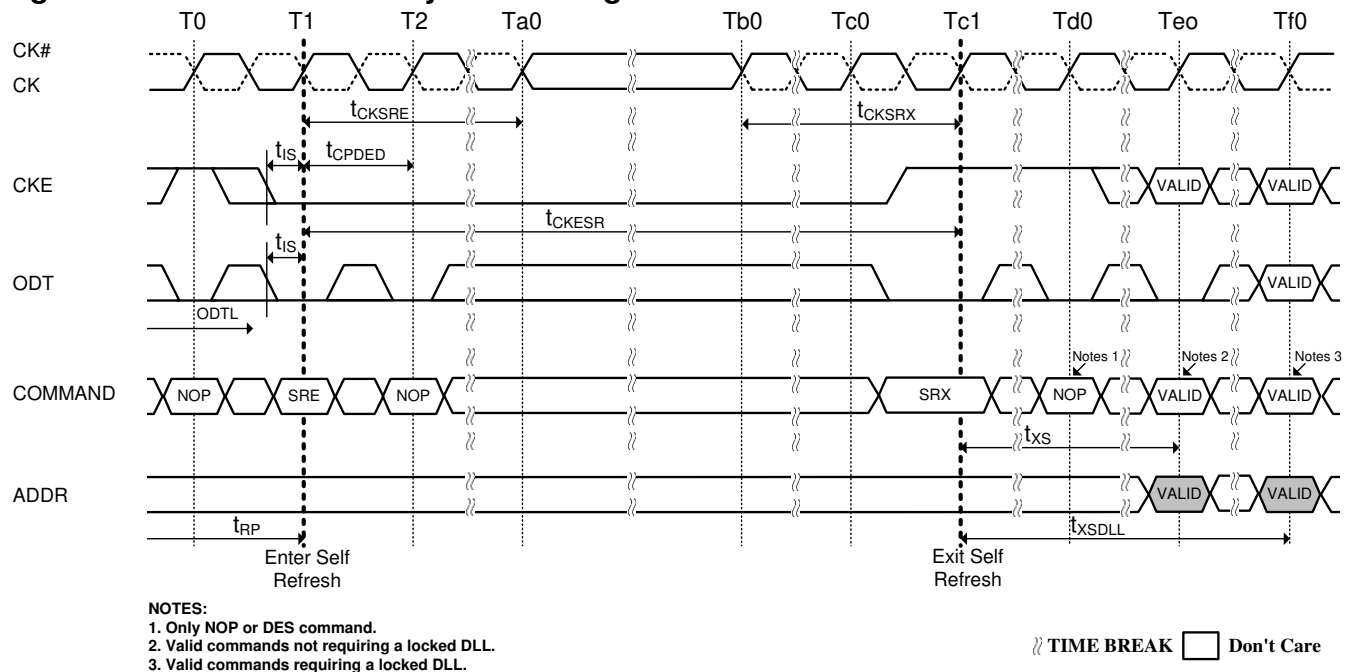 T0 T1 T2 Ta0 Tb0 Tc0 Tc1 Td0 Teo Tf0
CK#
CK
tCKSRE tCKSRX
tIS tCPDED
CKE VALID VALID
tCKESR
tIS
ODT VALID
ODTL
Notes 1 Notes 2 Notes 3
COMMAND NOP SRE NOP SRX NOP VALID VALID
tXS
ADDR VALID VALID
tRP tXSDLL
Enter Self Exit Self
Refresh Refresh
NOTES:
1. Only NOP or DES command.
2. Valid commands not requiring a locked DLL.
3. Valid commands requiring a locked DLL.
TIME BREAK Don't Care